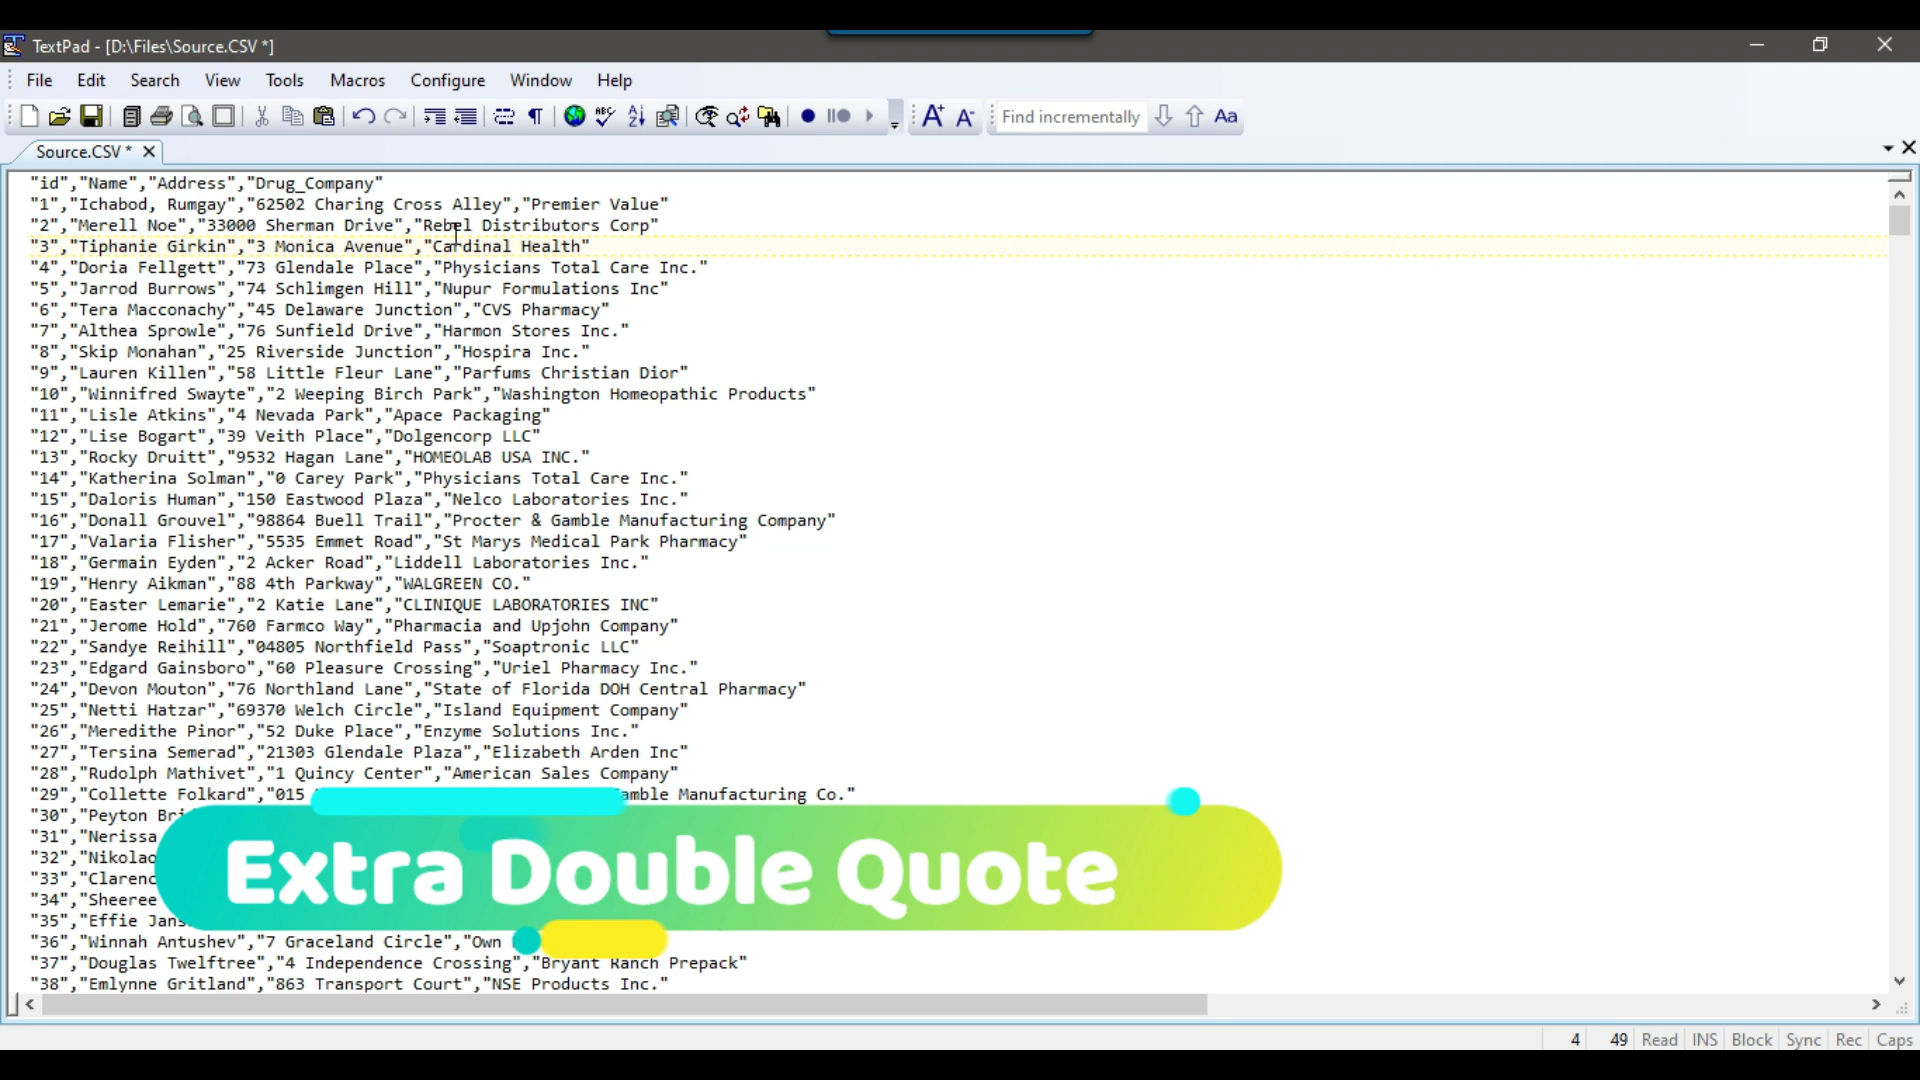 TextPad - [D:\Files\Source.CSV *]
File Edit Search View Tools Macros Configure Window Help
Find incrementally Aa
Source.CSV *
"id","Name","Address","Drug_Company"
"1","Ichabod, Rumgay","62502 Charing Cross Alley","Premier Value"
"2","Merell Noe","33000 Sherman Drive","Rebel Distributors Corp"
"3","Tiphanie Girkin","3 Monica Avenue","Cardinal Health"
"4","Doria Fellgett","73 Glendale Place","Physicians Total Care Inc."
"5","Jarrod Burrows","74 Schlimgen Hill","Nupur Formulations Inc"
"6","Tera Macconachy","45 Delaware Junction","CVS Pharmacy"
"7","Althea Sprowle","76 Sunfield Drive","Harmon Stores Inc."
"8","Skip Monahan","25 Riverside Junction","Hospira Inc."
"9","Lauren Killen","58 Little Fleur Lane","Parfums Christian Dior"
"10","Winnifred Swayte","2 Weeping Birch Park","Washington Homeopathic Products"
"11","Lisle Atkins","4 Nevada Park","Apace Packaging"
"12","Lise Bogart","39 Veith Place","Dolgencorp LLC"
"13","Rocky Druitt","9532 Hagan Lane","HOMEOLAB USA INC."
"14","Katherina Solman","0 Carey Park","Physicians Total Care Inc."
"15","Daloris Human","150 Eastwood Plaza","Nelco Laboratories Inc."
"16","Donall Grouvel","98864 Buell Trail","Procter & Gamble Manufacturing Company"
"17","Valaria Flisher","5535 Emmet Road","St Marys Medical Park Pharmacy"
"18","Germain Eyden","2 Acker Road","Liddell Laboratories Inc."
"19","Henry Aikman","88 4th Parkway","WALGREEN CO."
"20","Easter Lemarie","2 Katie Lane","CLINIQUE LABORATORIES INC"
"21","Jerome Hold","760 Farmco Way","Pharmacia and Upjohn Company"
"22","Sandye Reihill","04805 Northfield Pass","Soaptronic LLC"
"23","Edgard Gainsboro","60 Pleasure Crossing","Uriel Pharmacy Inc."
"24","Devon Mouton","76 Northland Lane","State of Florida DOH Central Pharmacy"
"25","Netti Hatzar","69370 Welch Circle","Island Equipment Company"
"26","Meredithe Pinor","52 Duke Place","Enzyme Solutions Inc."
"27","Tersina Semerad","21303 Glendale Plaza","Elizabeth Arden Inc"
"28","Rudolph Mathivet","1 Quincy Center","American Sales Company"
"29","Collette Folkard","015 Manufacturing Co."
"30","Peyton
"31","Nerissa
"32",
"33",
"34","Sheeree
"35","Effie
Extra Double Quote
"36","Winnah Antushev","7 Graceland Circle","Own
"37","Douglas Twelftree","4 Independence Crossing","Bryant Ranch Prepack"
"38","Emlynne Gritland","863 Transport Court","NSE Products Inc."
4 49 Read INS Block Sync Rec Caps